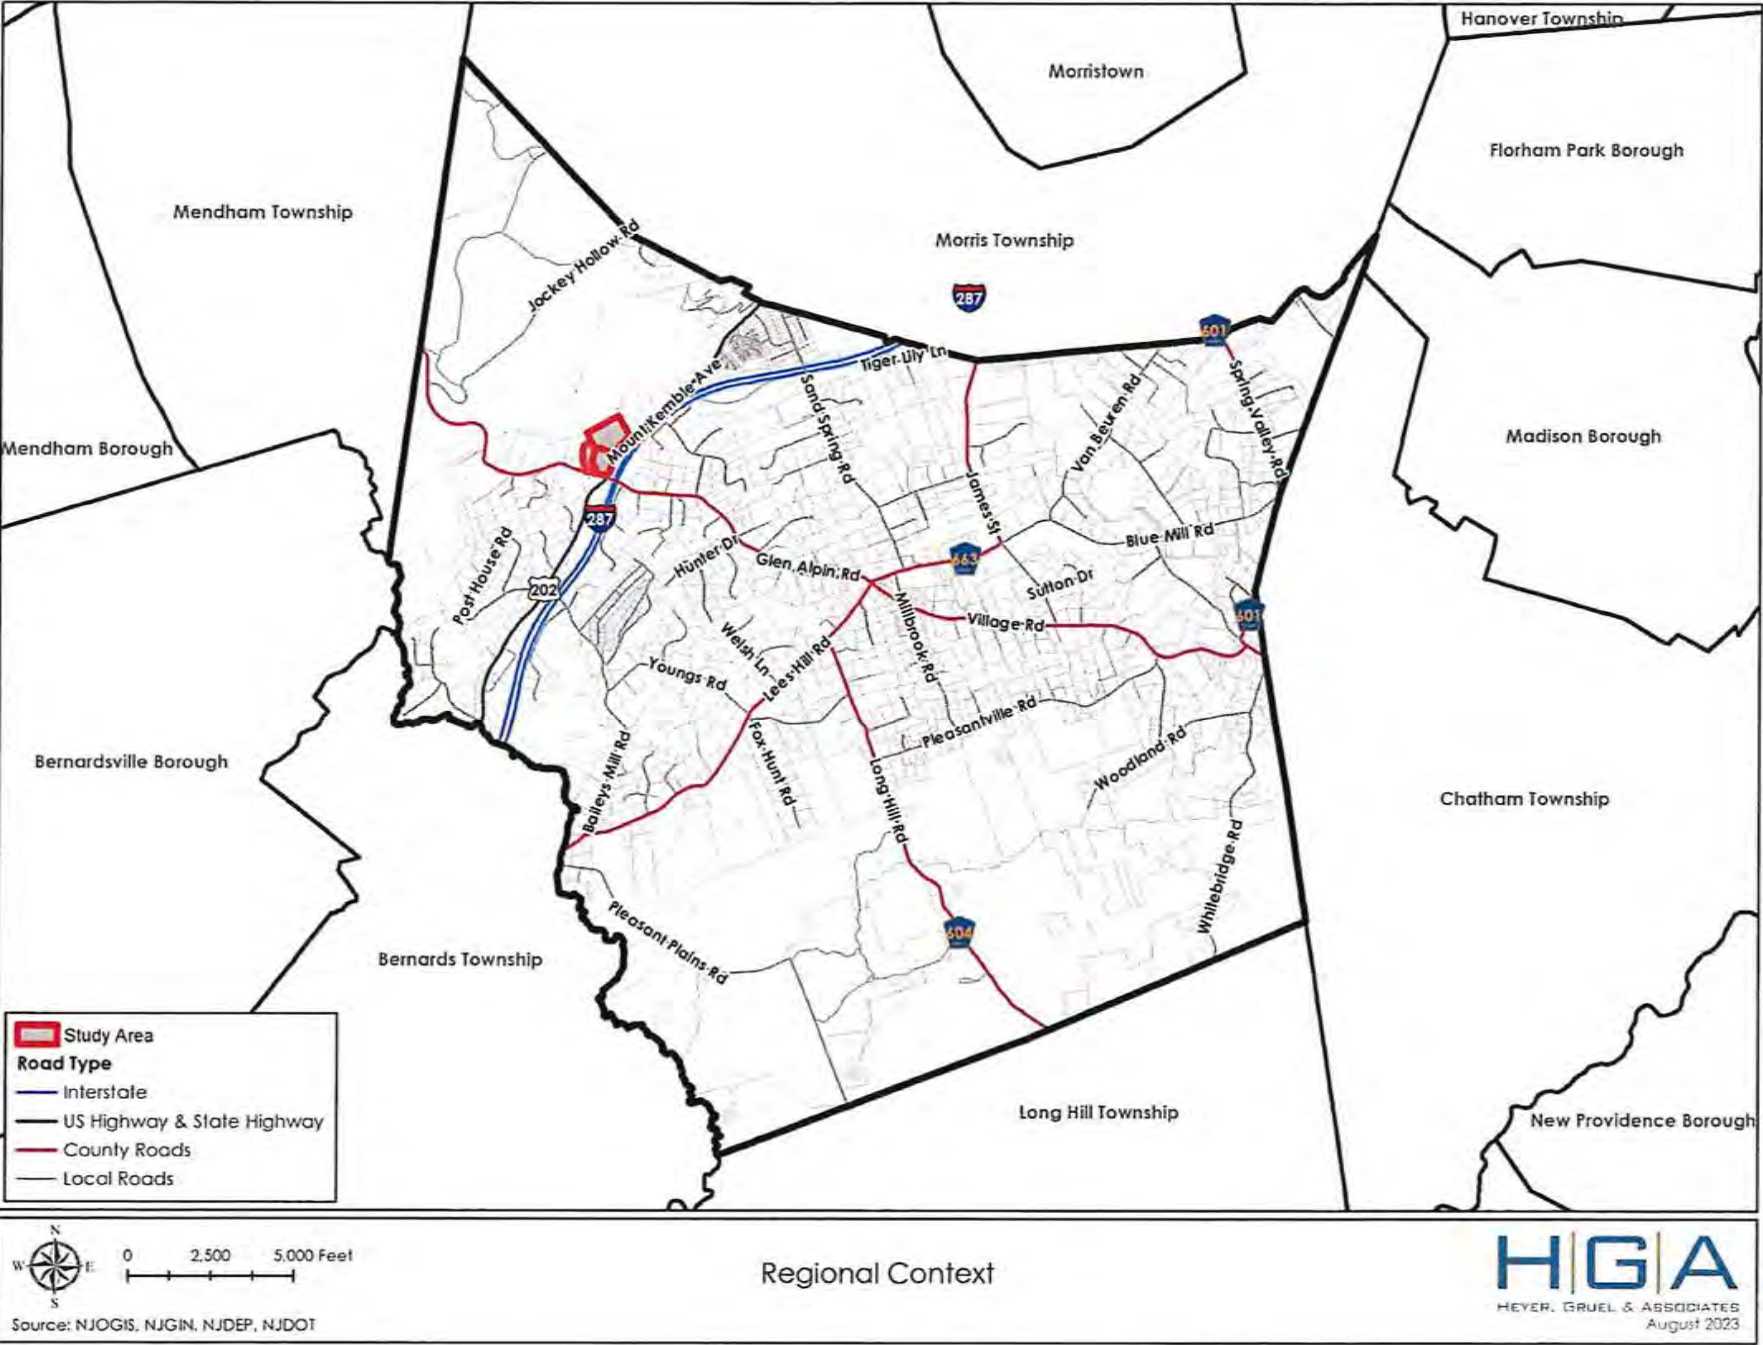 Hanover Township
Morristown
Florham Park Borough
Mendham Township
Morris Township
Jockey Hollow Rd
287
601
Tiger Lily Ln
Mount Kemble Ave
Sand Spring Rd
Van Beuren Rd
Spring Valley Rd
Mendham Borough
Madison Borough
James St
287
Post House Rd
Hunter Dr
Glen Alpin Rd
663
Blue Mill Rd
202
Sutton Dr
601
Millbrook Rd
Village Rd
Welsh Ln
Lees Hill Rd
Youngs Rd
Pleasantville Rd
Bernardsville Borough
Baileys Mill Rd
Fox Hunt Rd
Long Hill Rd
Woodland Rd
Chatham Township
Whitebridge Rd
Pleasant Plains Rd
604
Bernards Township
Long Hill Township
New Providence Borough
Study Area
Road Type
Interstate
US Highway & State Highway
County Roads
Local Roads
N
W E
S
0 2,500 5,000 Feet
Source: NJOGIS, NJGIN, NJDEP, NJDOT
Regional Context
H|G|A
HEYER, GRUEL & ASSOCIATES
August 2023